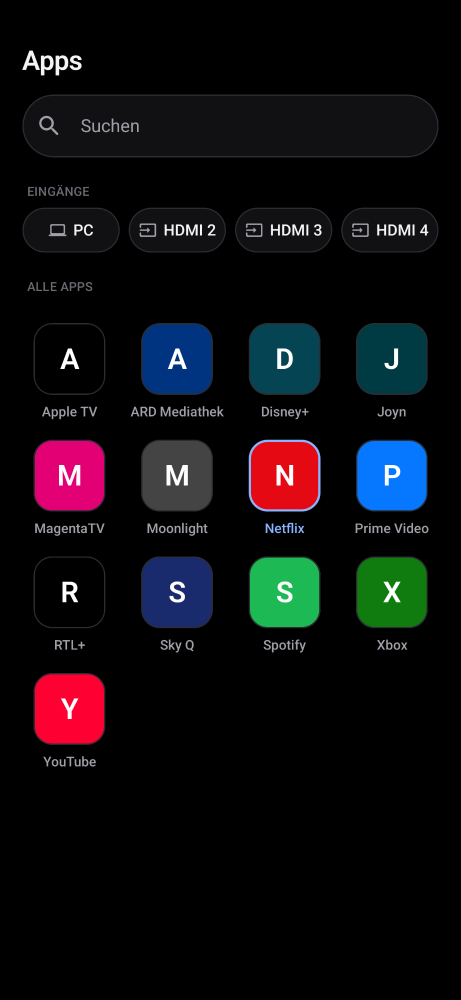 Apps
Suchen
EINGÄNGE
PC HDMI 2 HDMI 3 HDMI 4
ALLE APPS
A A D J
Apple TV ARD Mediathek Disney+ Joyn
M M N P
MagentaTV Moonlight Netflix Prime Video
R S S X
RTL+ Sky Q Spotify Xbox
Y
YouTube